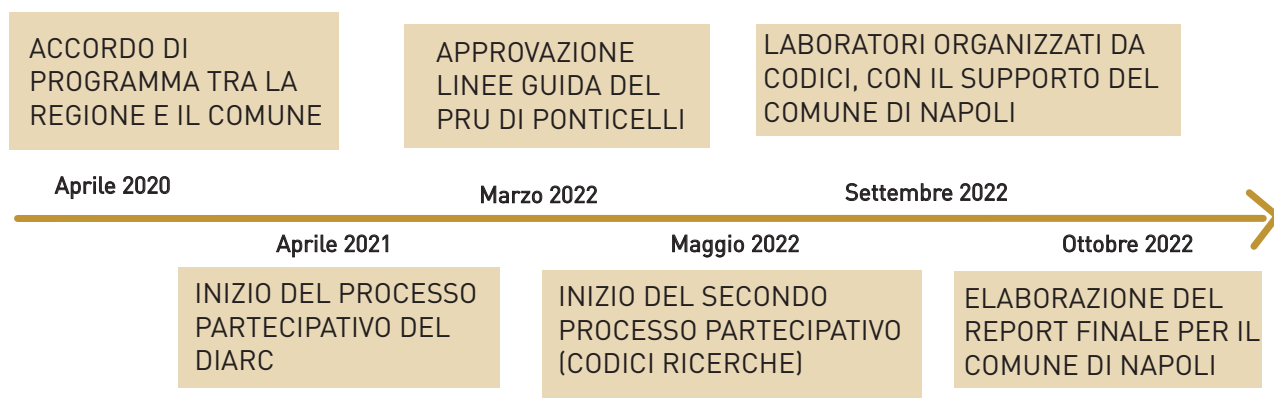 ACCORDO DI
PROGRAMMA TRA LA
REGIONE E IL COMUNE
APPROVAZIONE
LINEE GUIDA DEL
PRU DI PONTICELLI
LABORATORI ORGANIZZATI DA
CODICI, CON IL SUPPORTO DEL
COMUNE DI NAPOLI
Aprile 2020
Marzo 2022
Settembre 2022
Aprile 2021
Maggio 2022
Ottobre 2022
INIZIO DEL PROCESSO
PARTECIPATIVO DEL
DIARC
INIZIO DEL SECONDO
PROCESSO PARTECIPATIVO
(CODICI RICERCHE)
ELABORAZIONE DEL
REPORT FINALE PER IL
COMUNE DI NAPOLI